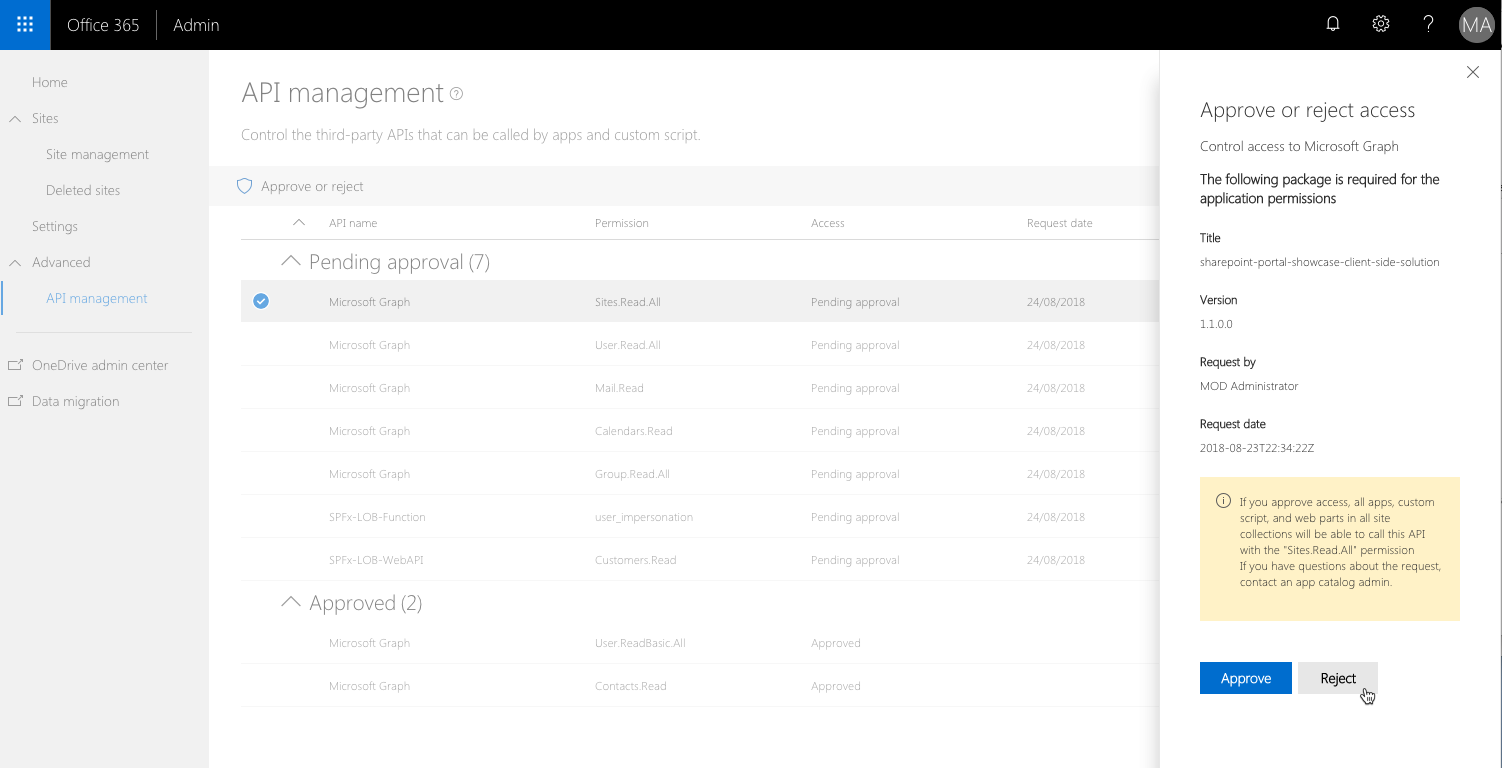 Office 365 Admin MA
Home
Sites
Site management
Deleted sites
Settings
Advanced
API management
OneDrive admin center
Data migration
API management
Control the third-party APIs that can be called by apps and custom script.
Approve or reject
API name Permission Access Request date
Pending approval (7)
Microsoft Graph Sites.Read.All Pending approval 24/08/2018
Microsoft Graph User.Read.All Pending approval 24/08/2018
Microsoft Graph Mail.Read Pending approval 24/08/2018
Microsoft Graph Calendars.Read Pending approval 24/08/2018
Microsoft Graph Group.Read.All Pending approval 24/08/2018
SPFx-LOB-Function user_impersonation Pending approval 24/08/2018
SPFx-LOB-WebAPI Customers.Read Pending approval 24/08/2018
Approved (2)
Microsoft Graph User.ReadBasic.All Approved
Microsoft Graph Contacts.Read Approved
Approve or reject access
Control access to Microsoft Graph
The following package is required for the
application permissions
Title
sharepoint-portal-showcase-client-side-solution
Version
1.1.0.0
Request by
MOD Administrator
Request date
2018-08-23T22:34:22Z
If you approve access, all apps, custom
script, and web parts in all site
collections will be able to call this API
with the "Sites.Read.All" permission
If you have questions about the request,
contact an app catalog admin.
Approve Reject